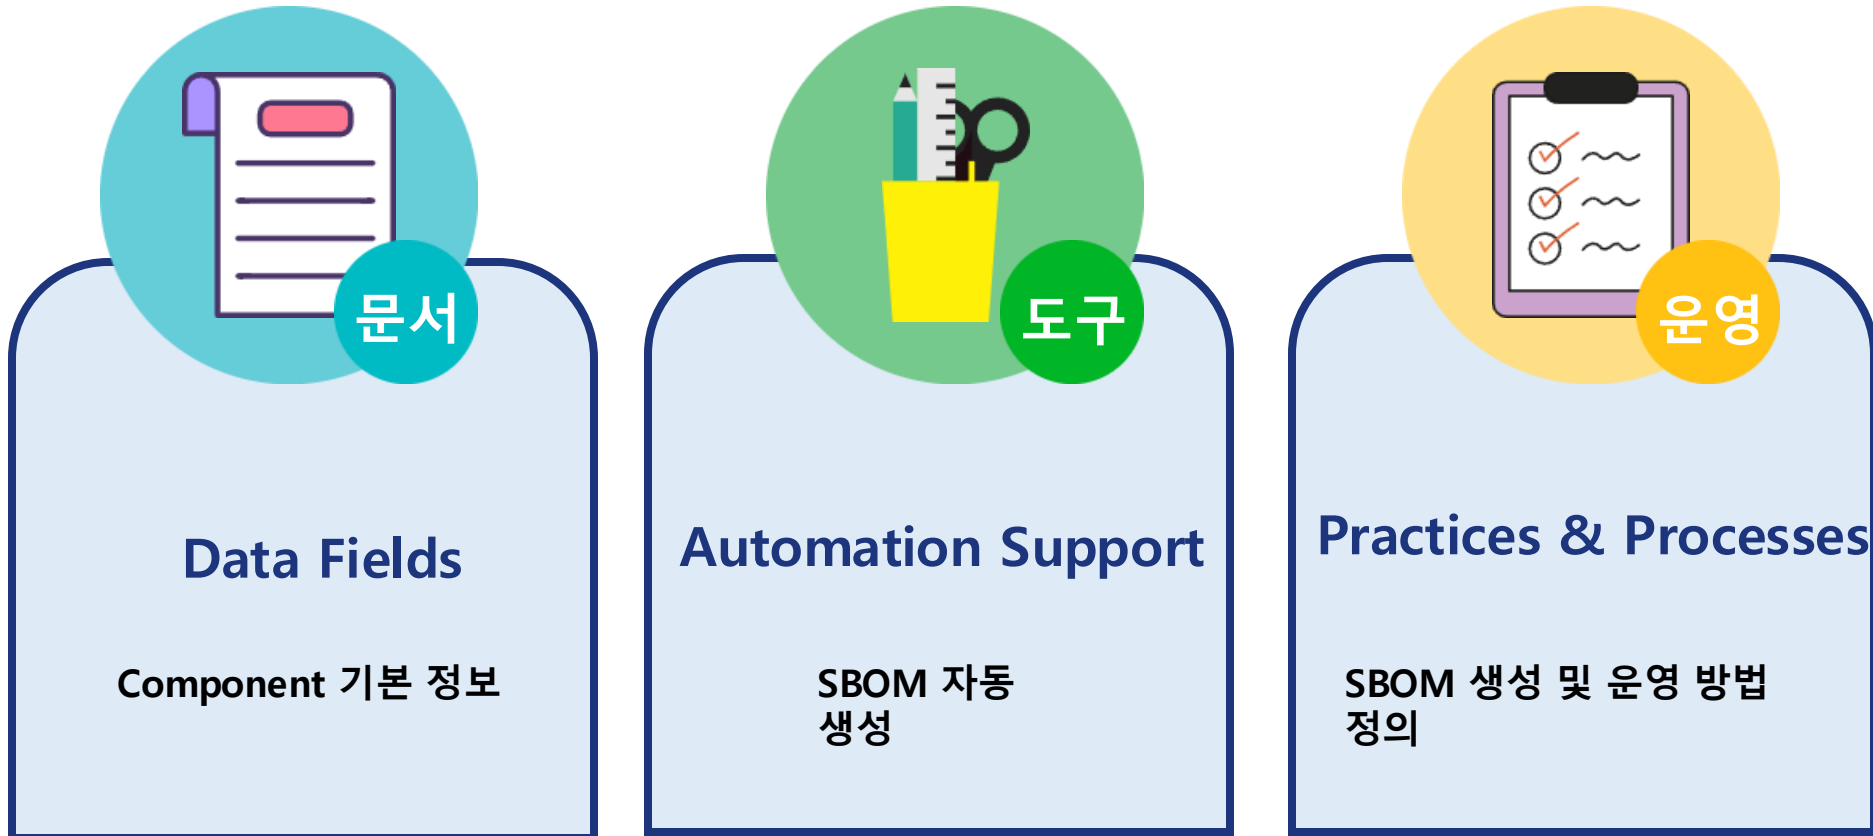 문서
Data Fields
Component 기본 정보
도구
Automation Support
SBOM 자동
생성
운영
Practices & Processes
SBOM 생성 및 운영 방법
정의